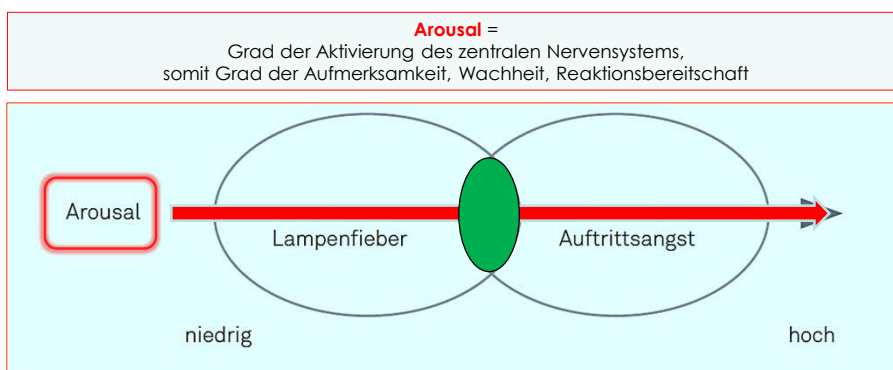 Arousal =
Grad der Aktivierung des zentralen Nervensystems,
somit Grad der Aufmerksamkeit, Wachheit, Reaktionsbereitschaft
Arousal
Lampenfieber
Auftrittsangst
niedrig
hoch